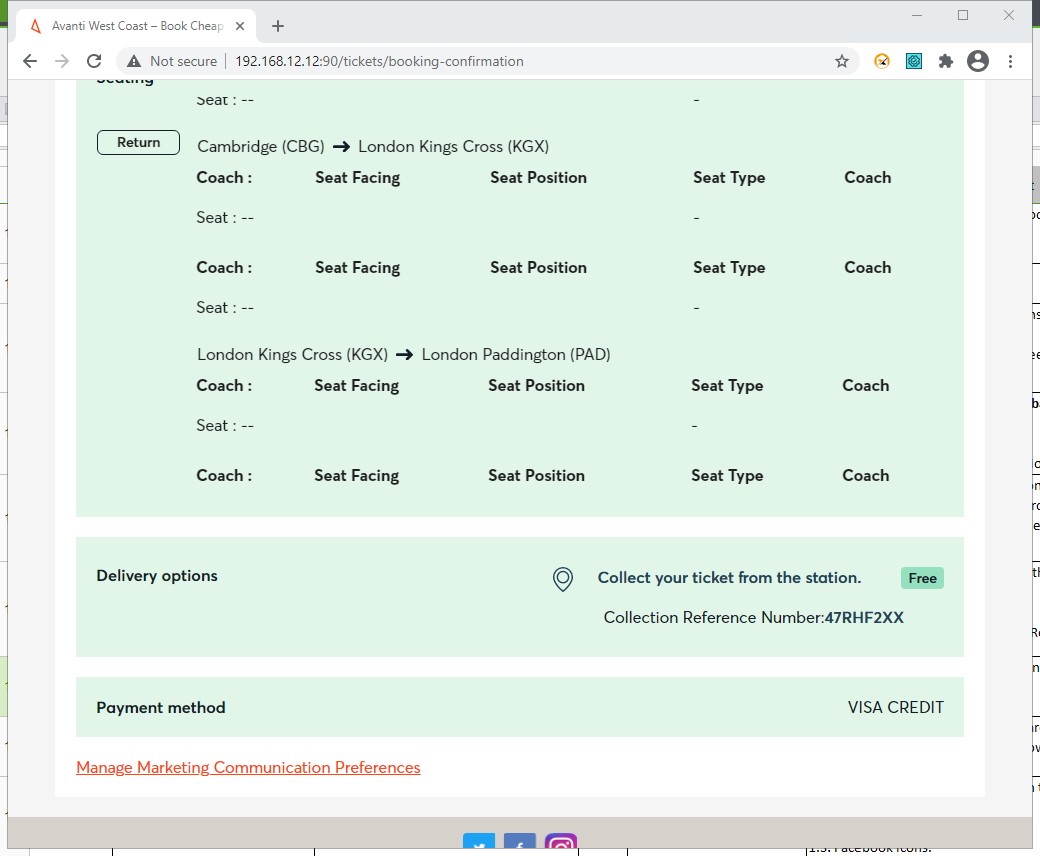 Avanti West Coast – Book Cheap
Not secure 192.168.12.12:90/tickets/booking-confirmation
Seating
Seat : -- -
Return Cambridge (CBG) → London Kings Cross (KGX)
Coach : Seat Facing Seat Position Seat Type Coach
Seat : -- -
Coach : Seat Facing Seat Position Seat Type Coach
Seat : -- -
London Kings Cross (KGX) → London Paddington (PAD)
Coach : Seat Facing Seat Position Seat Type Coach
Seat : -- -
Coach : Seat Facing Seat Position Seat Type Coach
Delivery options Collect your ticket from the station. Free
Collection Reference Number:47RHF2XX
Payment method VISA CREDIT
Manage Marketing Communication Preferences
1.3. Facebook icons.